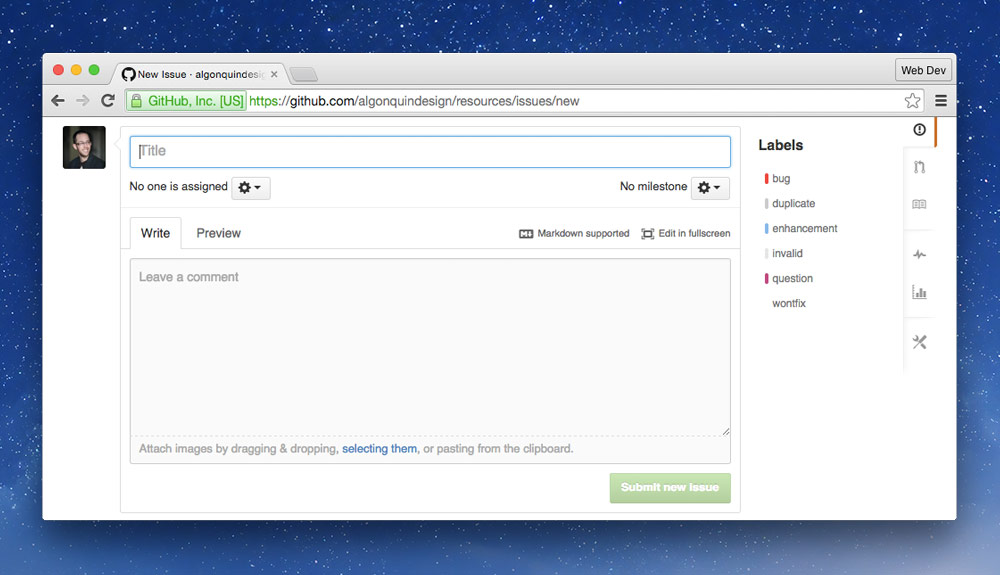 New Issue · algonquindesig
Web Dev
GitHub, Inc. [US] https://github.com/algonquindesign/resources/issues/new
Title
No one is assigned
No milestone
Write Preview
Markdown supported Edit in fullscreen
Leave a comment
Attach images by dragging & dropping, selecting them, or pasting from the clipboard.
Submit new issue
Labels
bug
duplicate
enhancement
invalid
question
wontfix